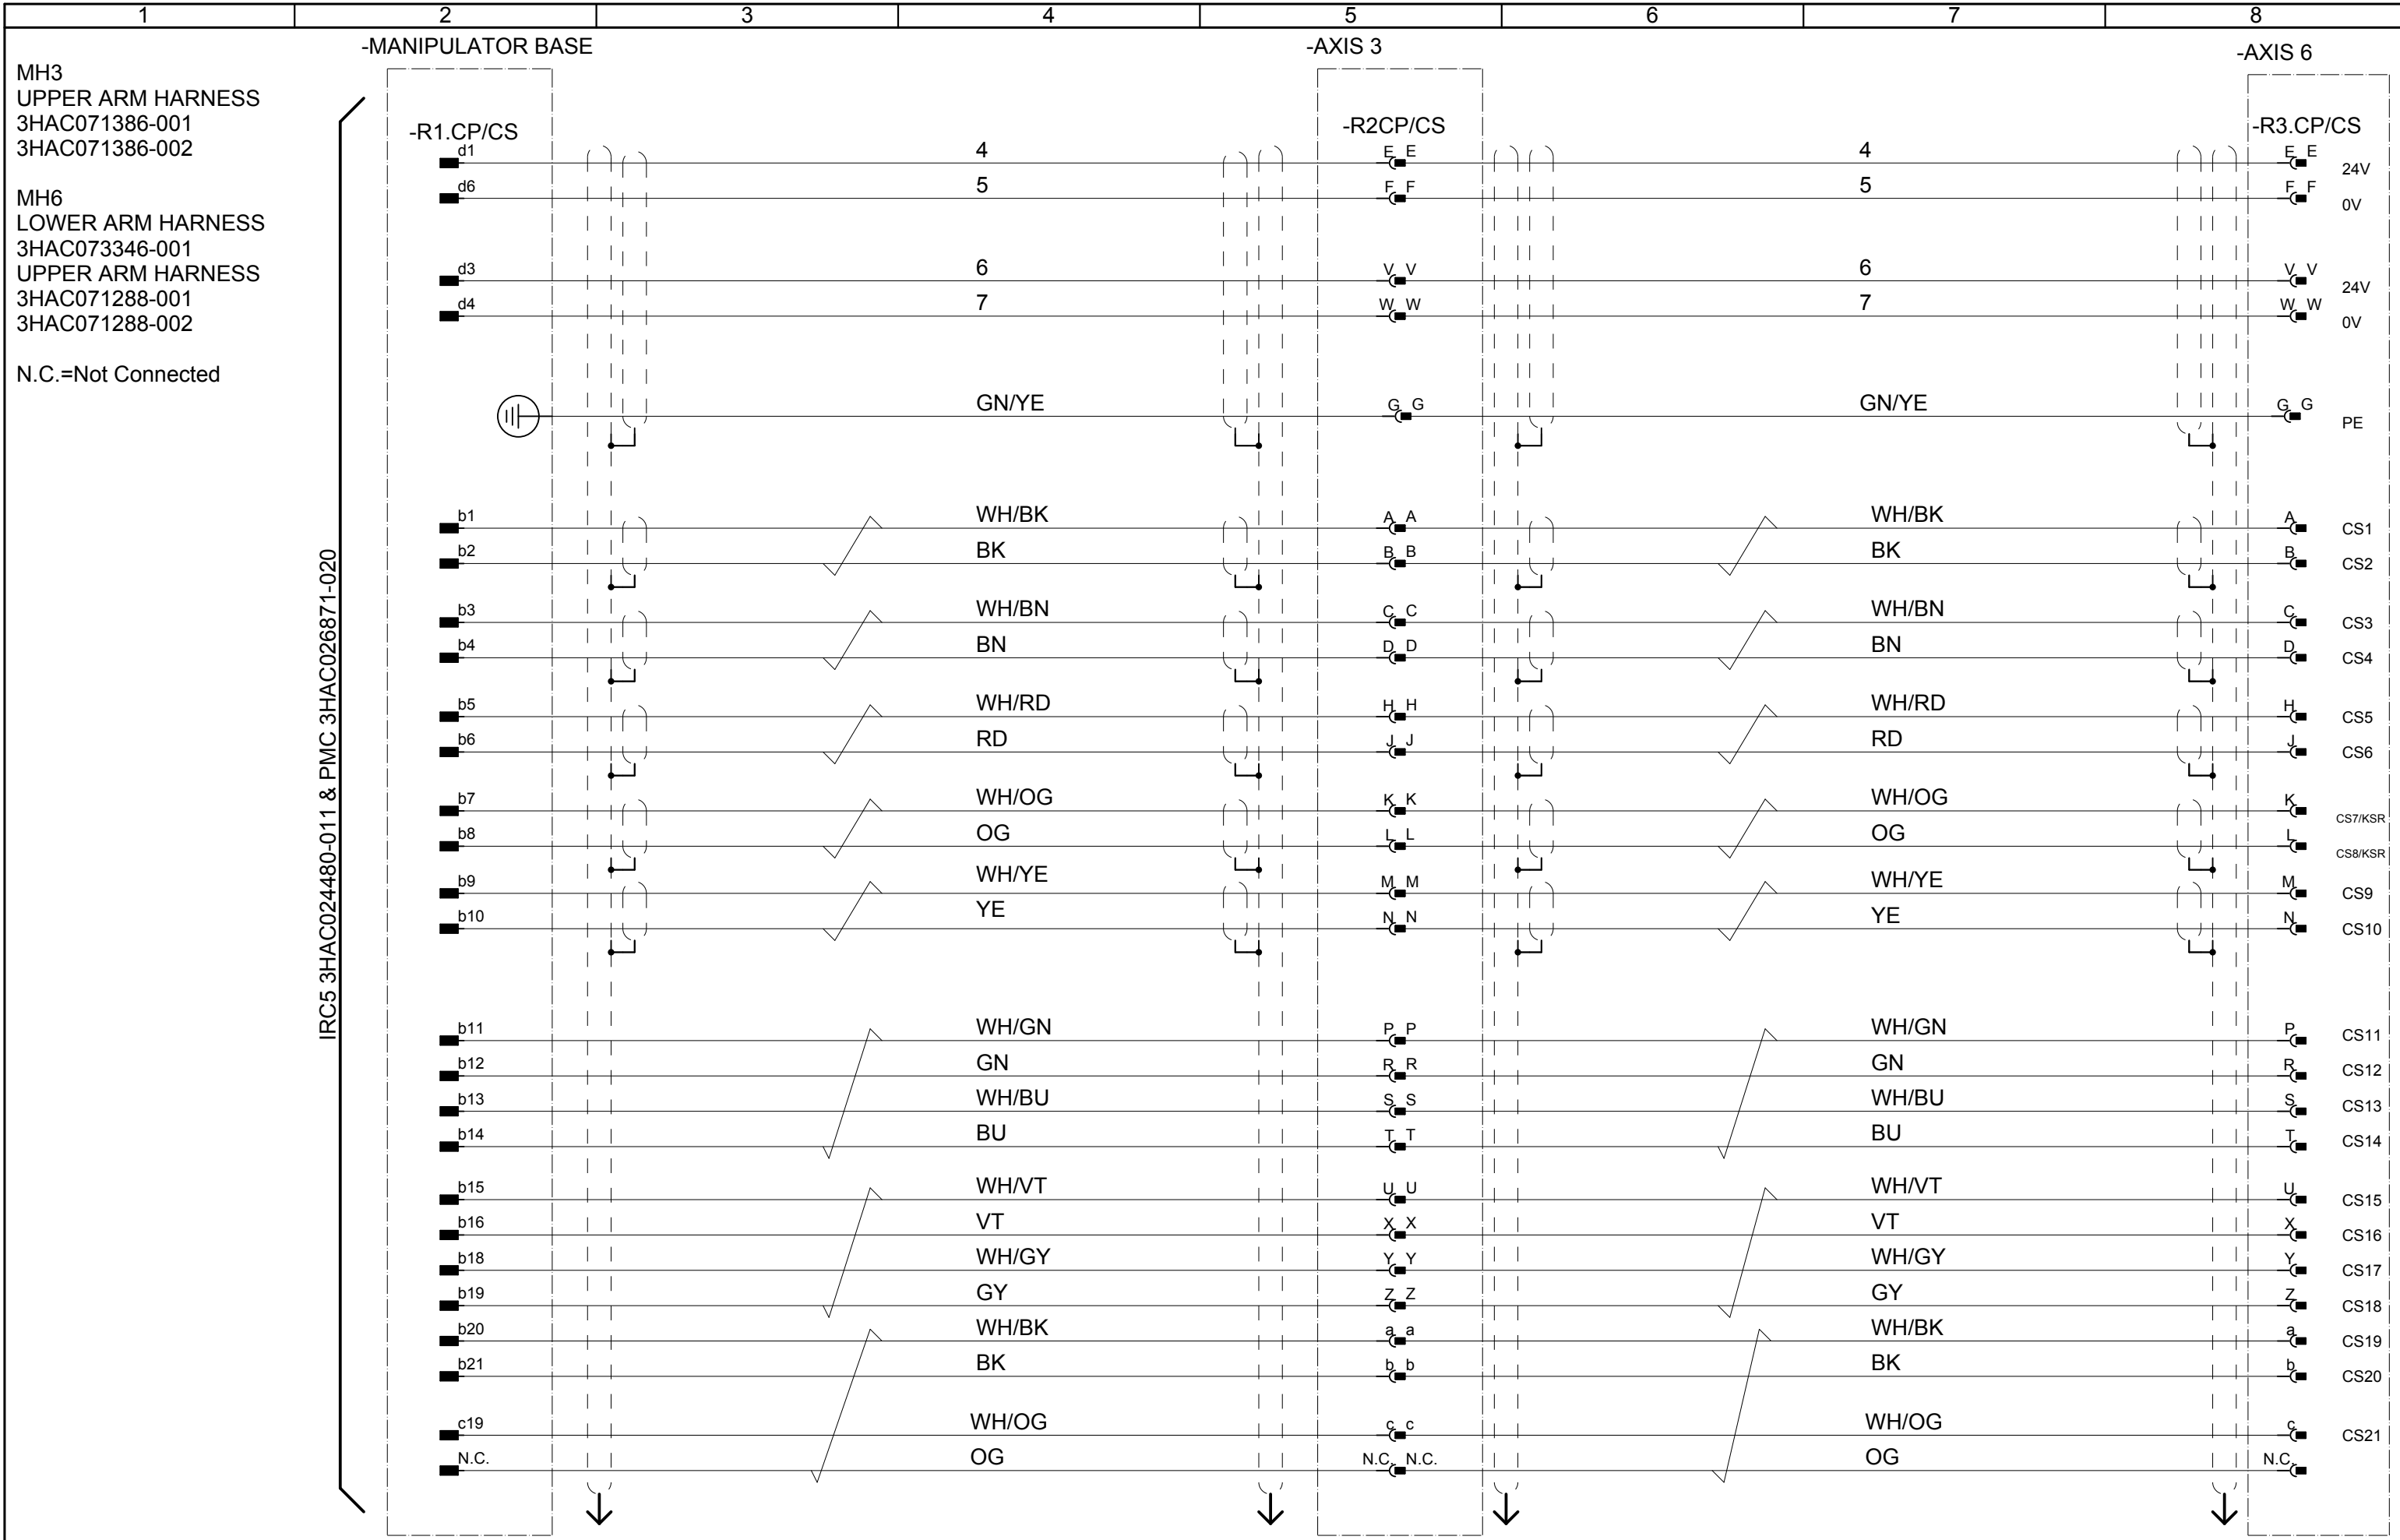 1 2 3 4 5 6 7 8
-MANIPULATOR BASE -AXIS 3 -AXIS 6
MH3
UPPER ARM HARNESS
3HAC071386-001
3HAC071386-002
MH6
LOWER ARM HARNESS
3HAC073346-001
UPPER ARM HARNESS
3HAC071288-001
3HAC071288-002
N.C.=Not Connected
IRC5 3HAC024480-011 & PMC 3HAC026871-020
-R1.CP/CS -R2CP/CS -R3.CP/CS
d1 4 E E 4 E E 24V
d6 5 F F 5 F F 0V
d3 6 V V 6 V V 24V
d4 7 W W 7 W W 0V
GN/YE G G GN/YE G G PE
b1 WH/BK A A WH/BK A CS1
b2 BK B B BK B CS2
b3 WH/BN C C WH/BN C CS3
b4 BN D D BN D CS4
b5 WH/RD H H WH/RD H CS5
b6 RD J J RD J CS6
b7 WH/OG K K WH/OG K CS7/KSR
b8 OG L L OG L CS8/KSR
b9 WH/YE M M WH/YE M CS9
b10 YE N N YE N CS10
b11 WH/GN P P WH/GN P CS11
b12 GN R R GN R CS12
b13 WH/BU S S WH/BU S CS13
b14 BU T T BU T CS14
b15 WH/VT U U WH/VT U CS15
b16 VT X X VT X CS16
b18 WH/GY Y Y WH/GY Y CS17
b19 GY Z Z GY Z CS18
b20 WH/BK a a WH/BK a CS19
b21 BK b b BK b CS20
c19 WH/OG c c WH/OG c CS21
N.C. OG N.C. N.C. OG N.C.